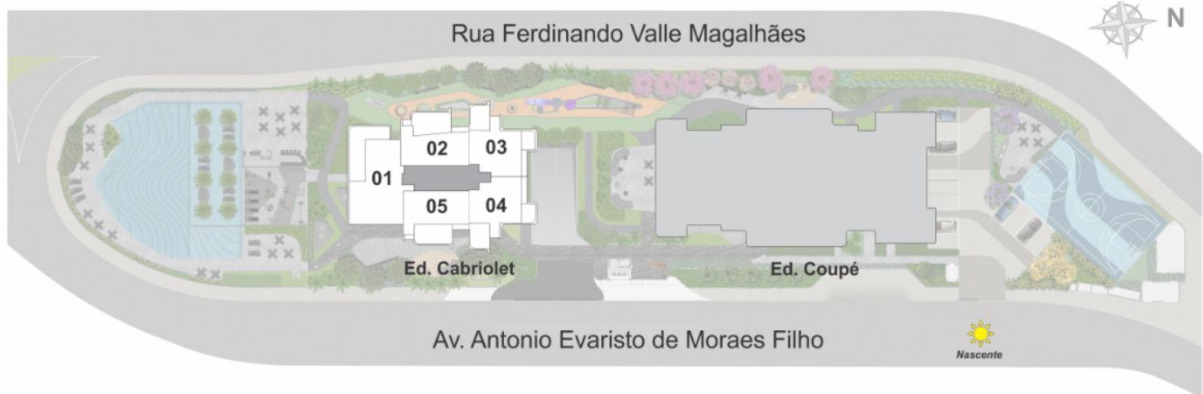 Rua Ferdinando Valle Magalhães
N
02
03
01
05
04
Ed. Cabriolet
Ed. Coupé
Av. Antonio Evaristo de Moraes Filho
Nascente